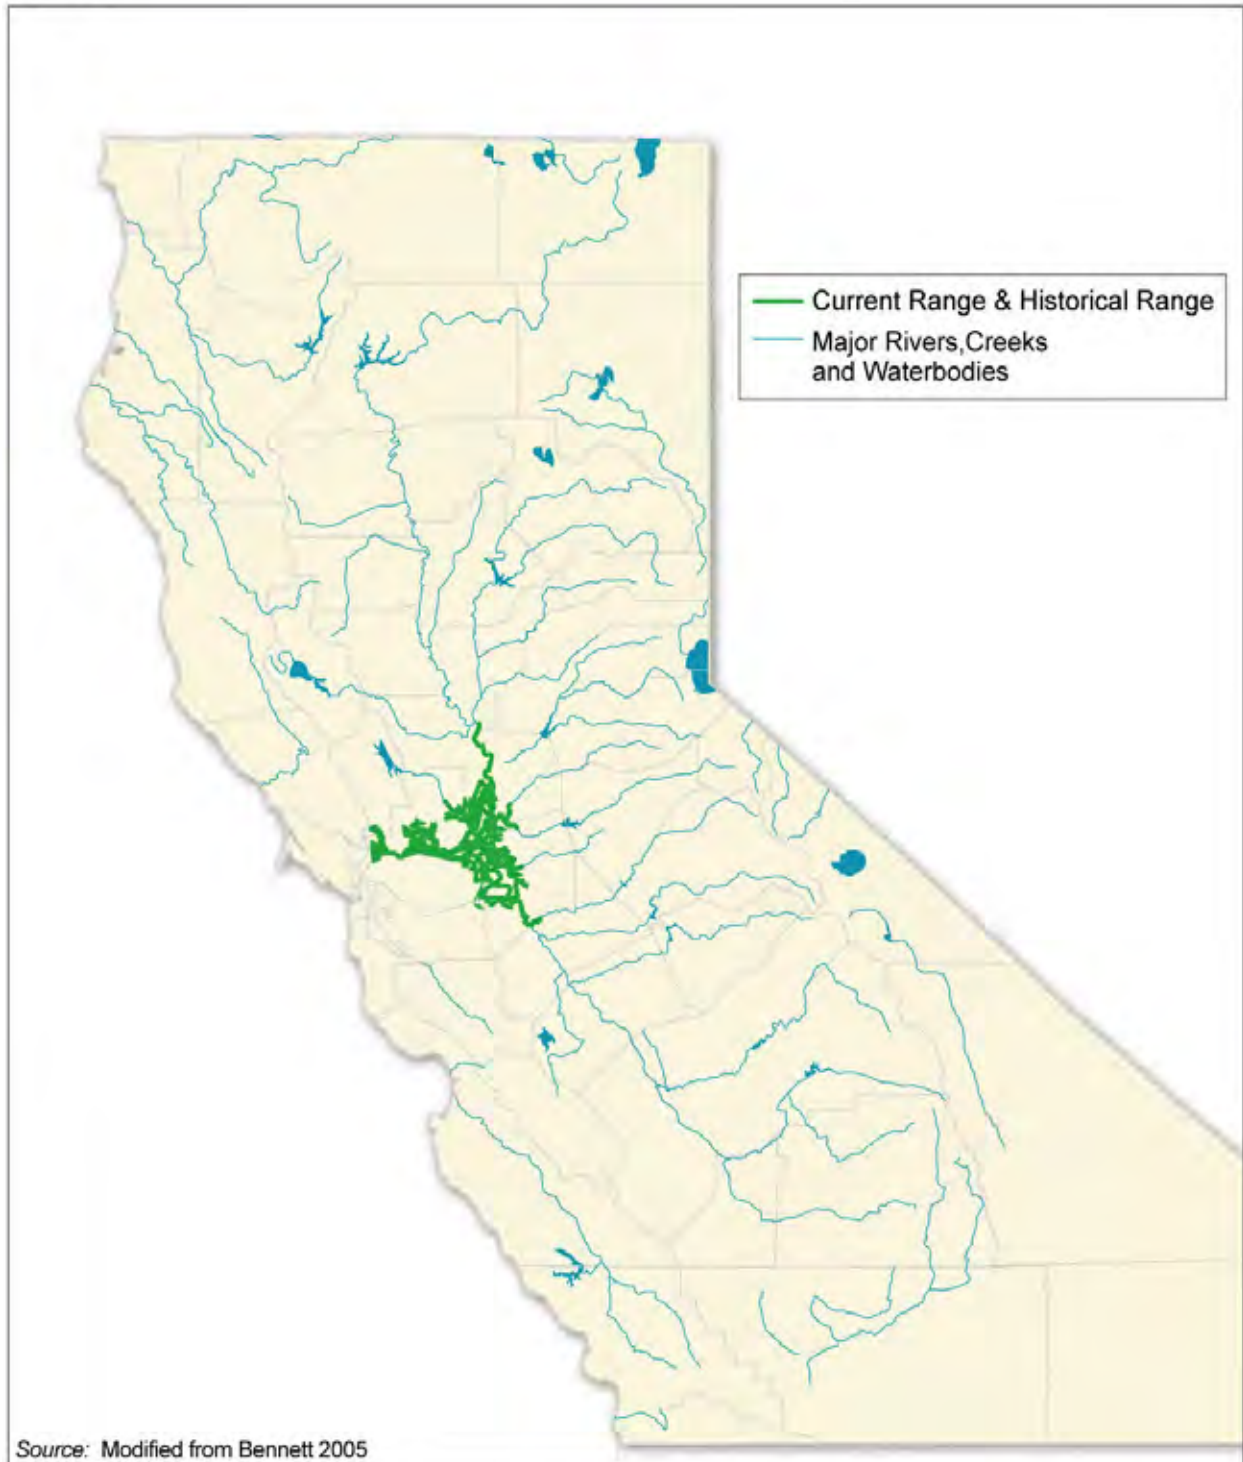 Current Range & Historical Range
Major Rivers,Creeks
and Waterbodies
Source: Modified from Bennett 2005